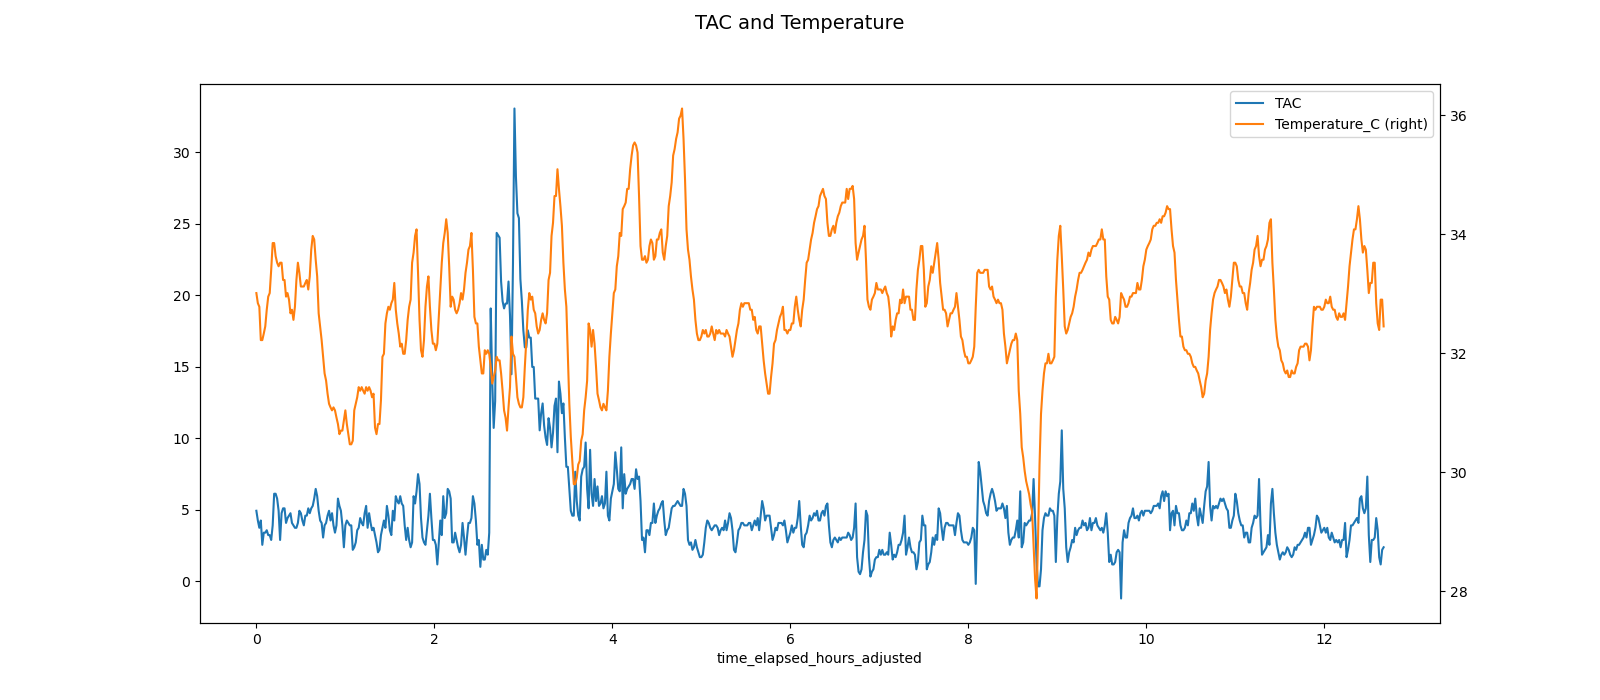 TAC and Temperature
TAC
Temperature_C (right)
30
25
20
15
10
5
0
36
34
32
30
28
0 2 4 6 8 10 12
time_elapsed_hours_adjusted